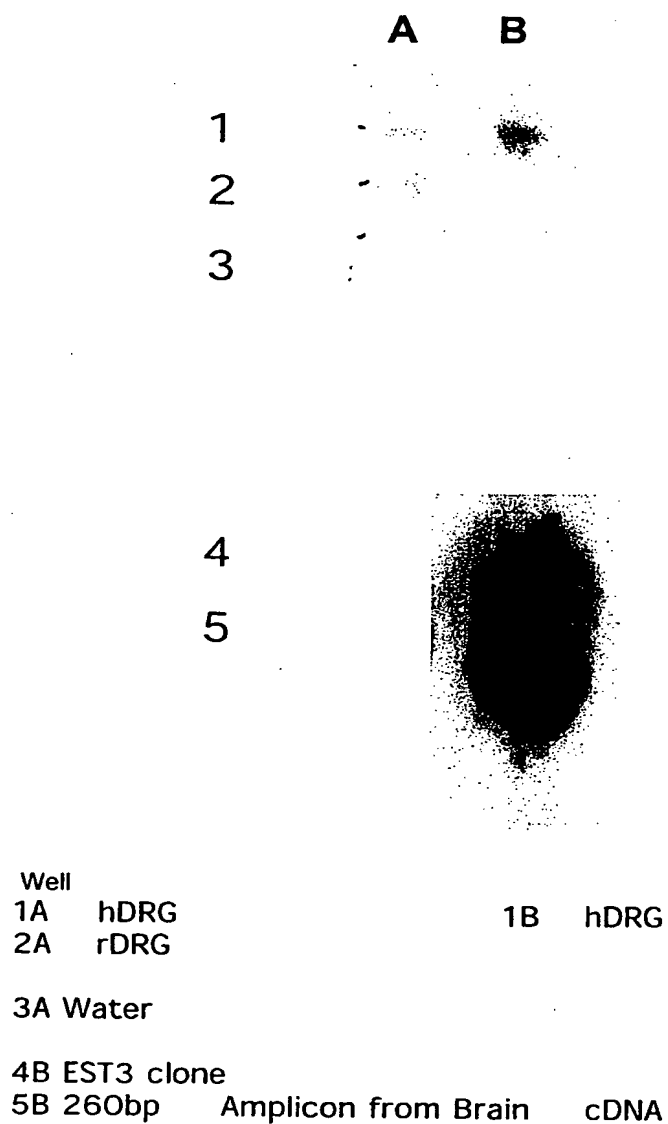 A B
1
2
3
4
5
Well
1A hDRG 1B hDRG
2A rDRG
3A Water
4B EST3 clone
5B 260bp Amplicon from Brain cDNA